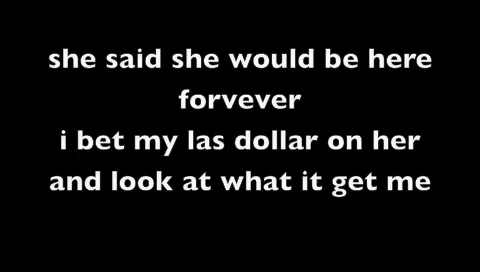 she said she would be here
forvever
i bet my las dollar on her
and look at what it get me